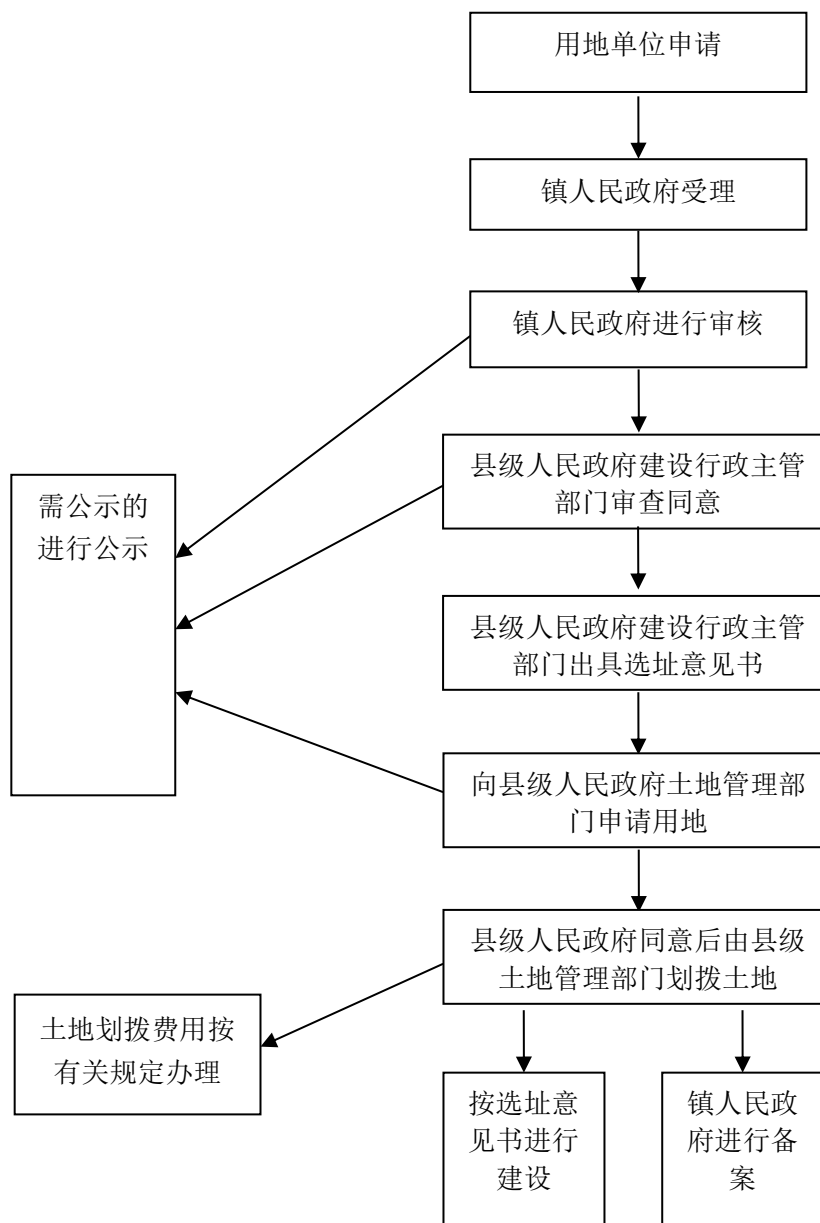 用地单位申请
镇人民政府受理
镇人民政府进行审核
县级人民政府建设行政主管
部门审查同意
需公示的
进行公示
县级人民政府建设行政主管
部门出具选址意见书
向县级人民政府土地管理部
门申请用地
县级人民政府同意后由县级
土地管理部门划拨土地
土地划拨费用按
有关规定办理
按选址意
见书进行
建设
镇人民政
府进行备
案